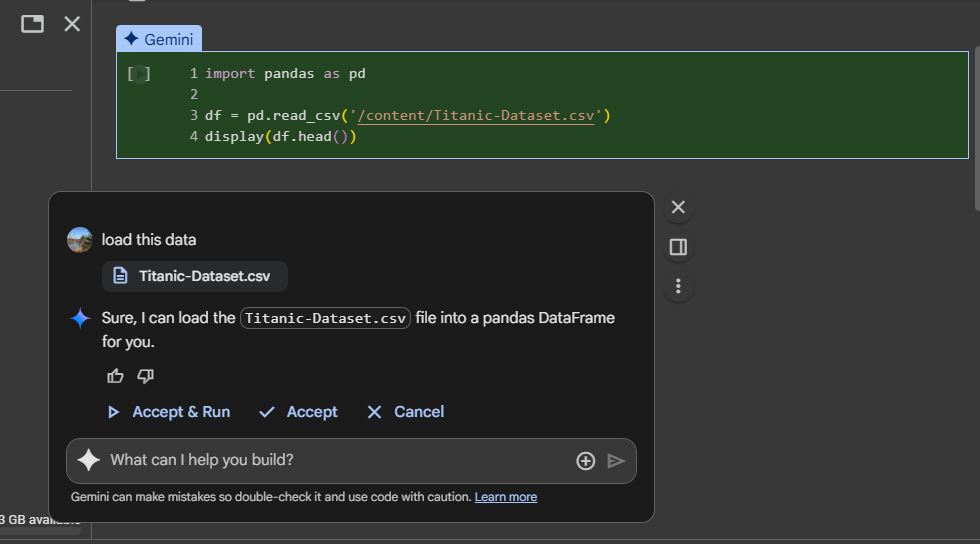 Gemini
[ ]
1 import pandas as pd
2
3 df = pd.read_csv('/content/Titanic-Dataset.csv')
4 display(df.head())
load this data
Titanic-Dataset.csv
Sure, I can load the Titanic-Dataset.csv file into a pandas DataFrame
for you.
Accept & Run Accept Cancel
What can I help you build?
Gemini can make mistakes so double-check it and use code with caution. Learn more
3 GB available